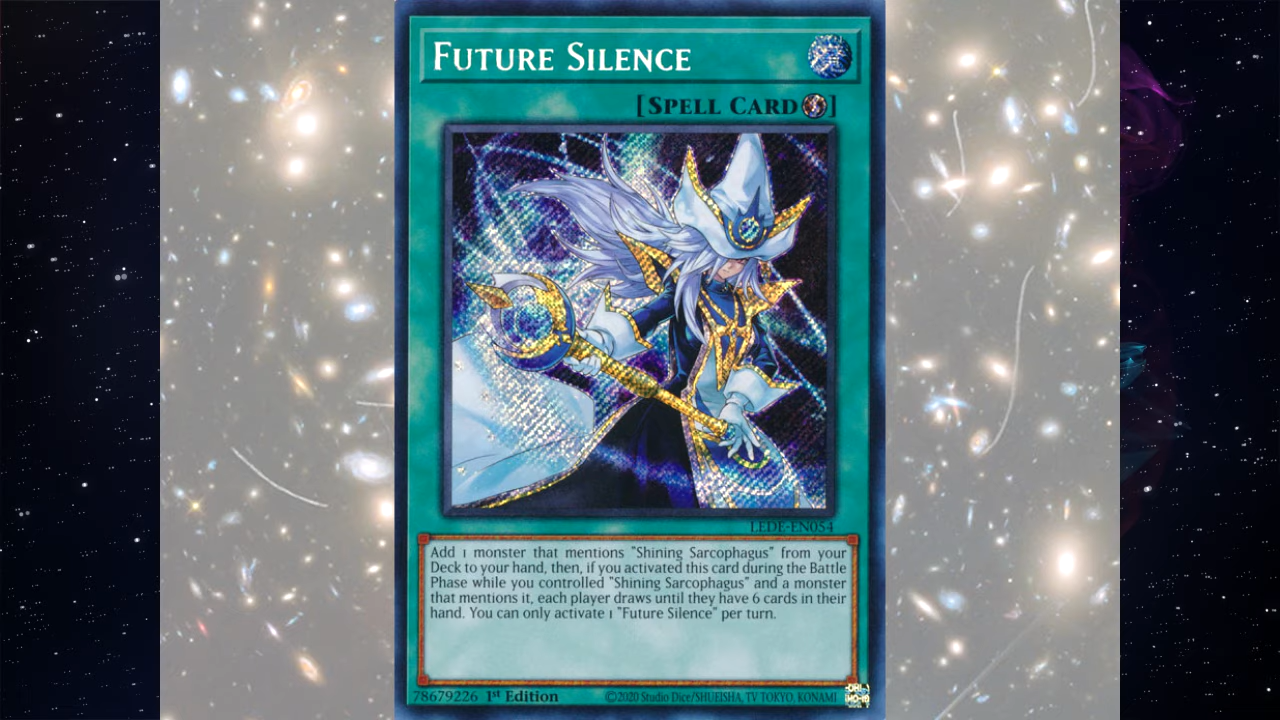 FUTURE SILENCE
[SPELL CARD]
LEDE-EN054
Add 1 monster that mentions "Shining Sarcophagus" from your
Deck to your hand, then, if you activated this card during the Battle
Phase while you controlled "Shining Sarcophagus" and a monster
that mentions it, each player draws until they have 6 cards in their
hand. You can only activate 1 "Future Silence" per turn.
78679226 1st Edition ©2020 Studio Dice/SHUEISHA, TV TOKYO, KONAMI